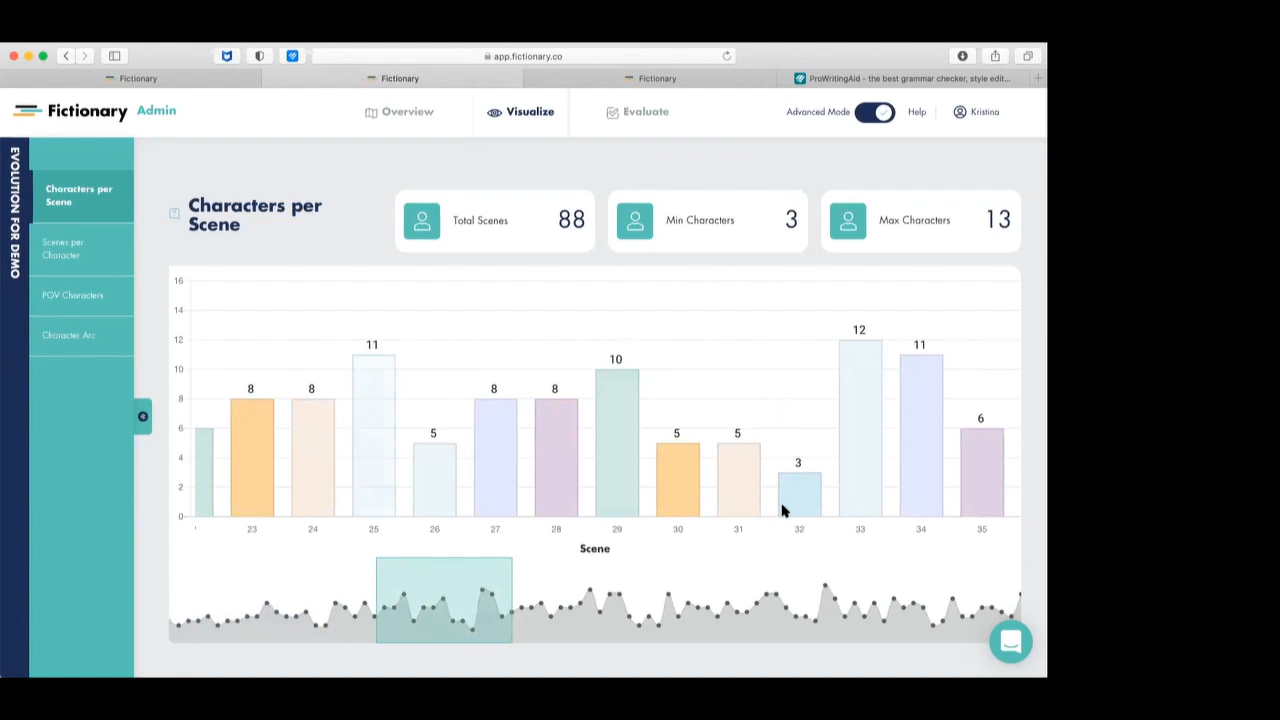 app.fictionary.co
Fictionary
Fictionary
Fictionary
ProWritingAid - the best grammar checker, style edit...
Fictionary Admin
Overview
Visualize
Evaluate
Advanced Mode
Help
Kristina
EVOLUTION FOR DEMO
Characters per
Scene
Scenes per
Character
POV Characters
Character Arc
Characters per
Scene
Total Scenes 88
Min Characters 3
Max Characters 13
16
14
12
10
8
6
4
2
0
8
8
11
5
8
8
10
5
5
3
12
11
6
23 24 25 26 27 28 29 30 31 32 33 34 35
Scene